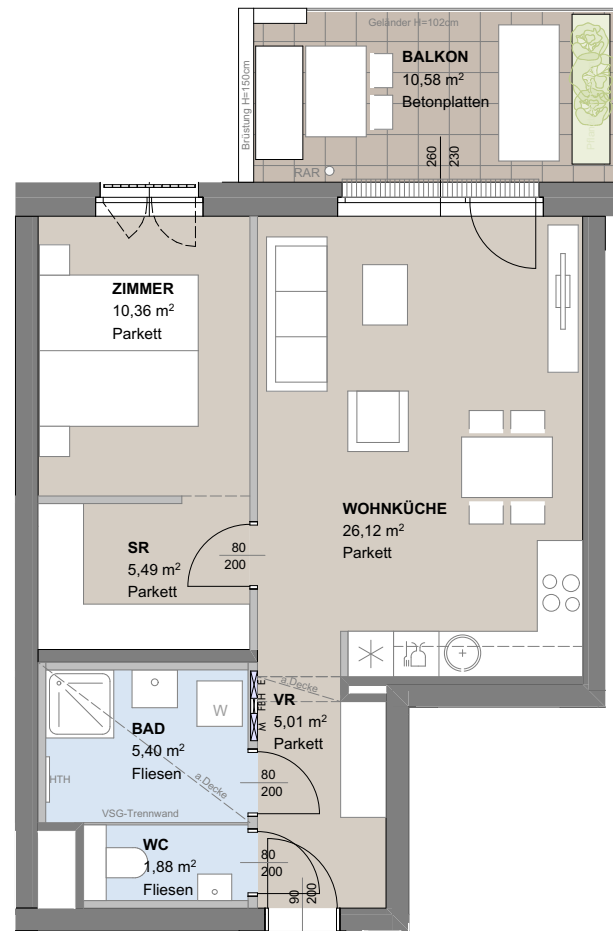 Geländer H=102cm
Brüstung H=150cm
BALKON
10,58 m²
Betonplatten
RAR
260
230
ZIMMER
10,36 m²
Parkett
WOHNKÜCHE
26,12 m²
Parkett
SR
5,49 m²
Parkett
80
200
a.Decke
E
FBH
M
VR
5,01 m²
Parkett
W
BAD
5,40 m²
Fliesen
HTH
a.Decke
80
200
VSG-Trennwand
WC
1,88 m²
Fliesen
80
200
90
200